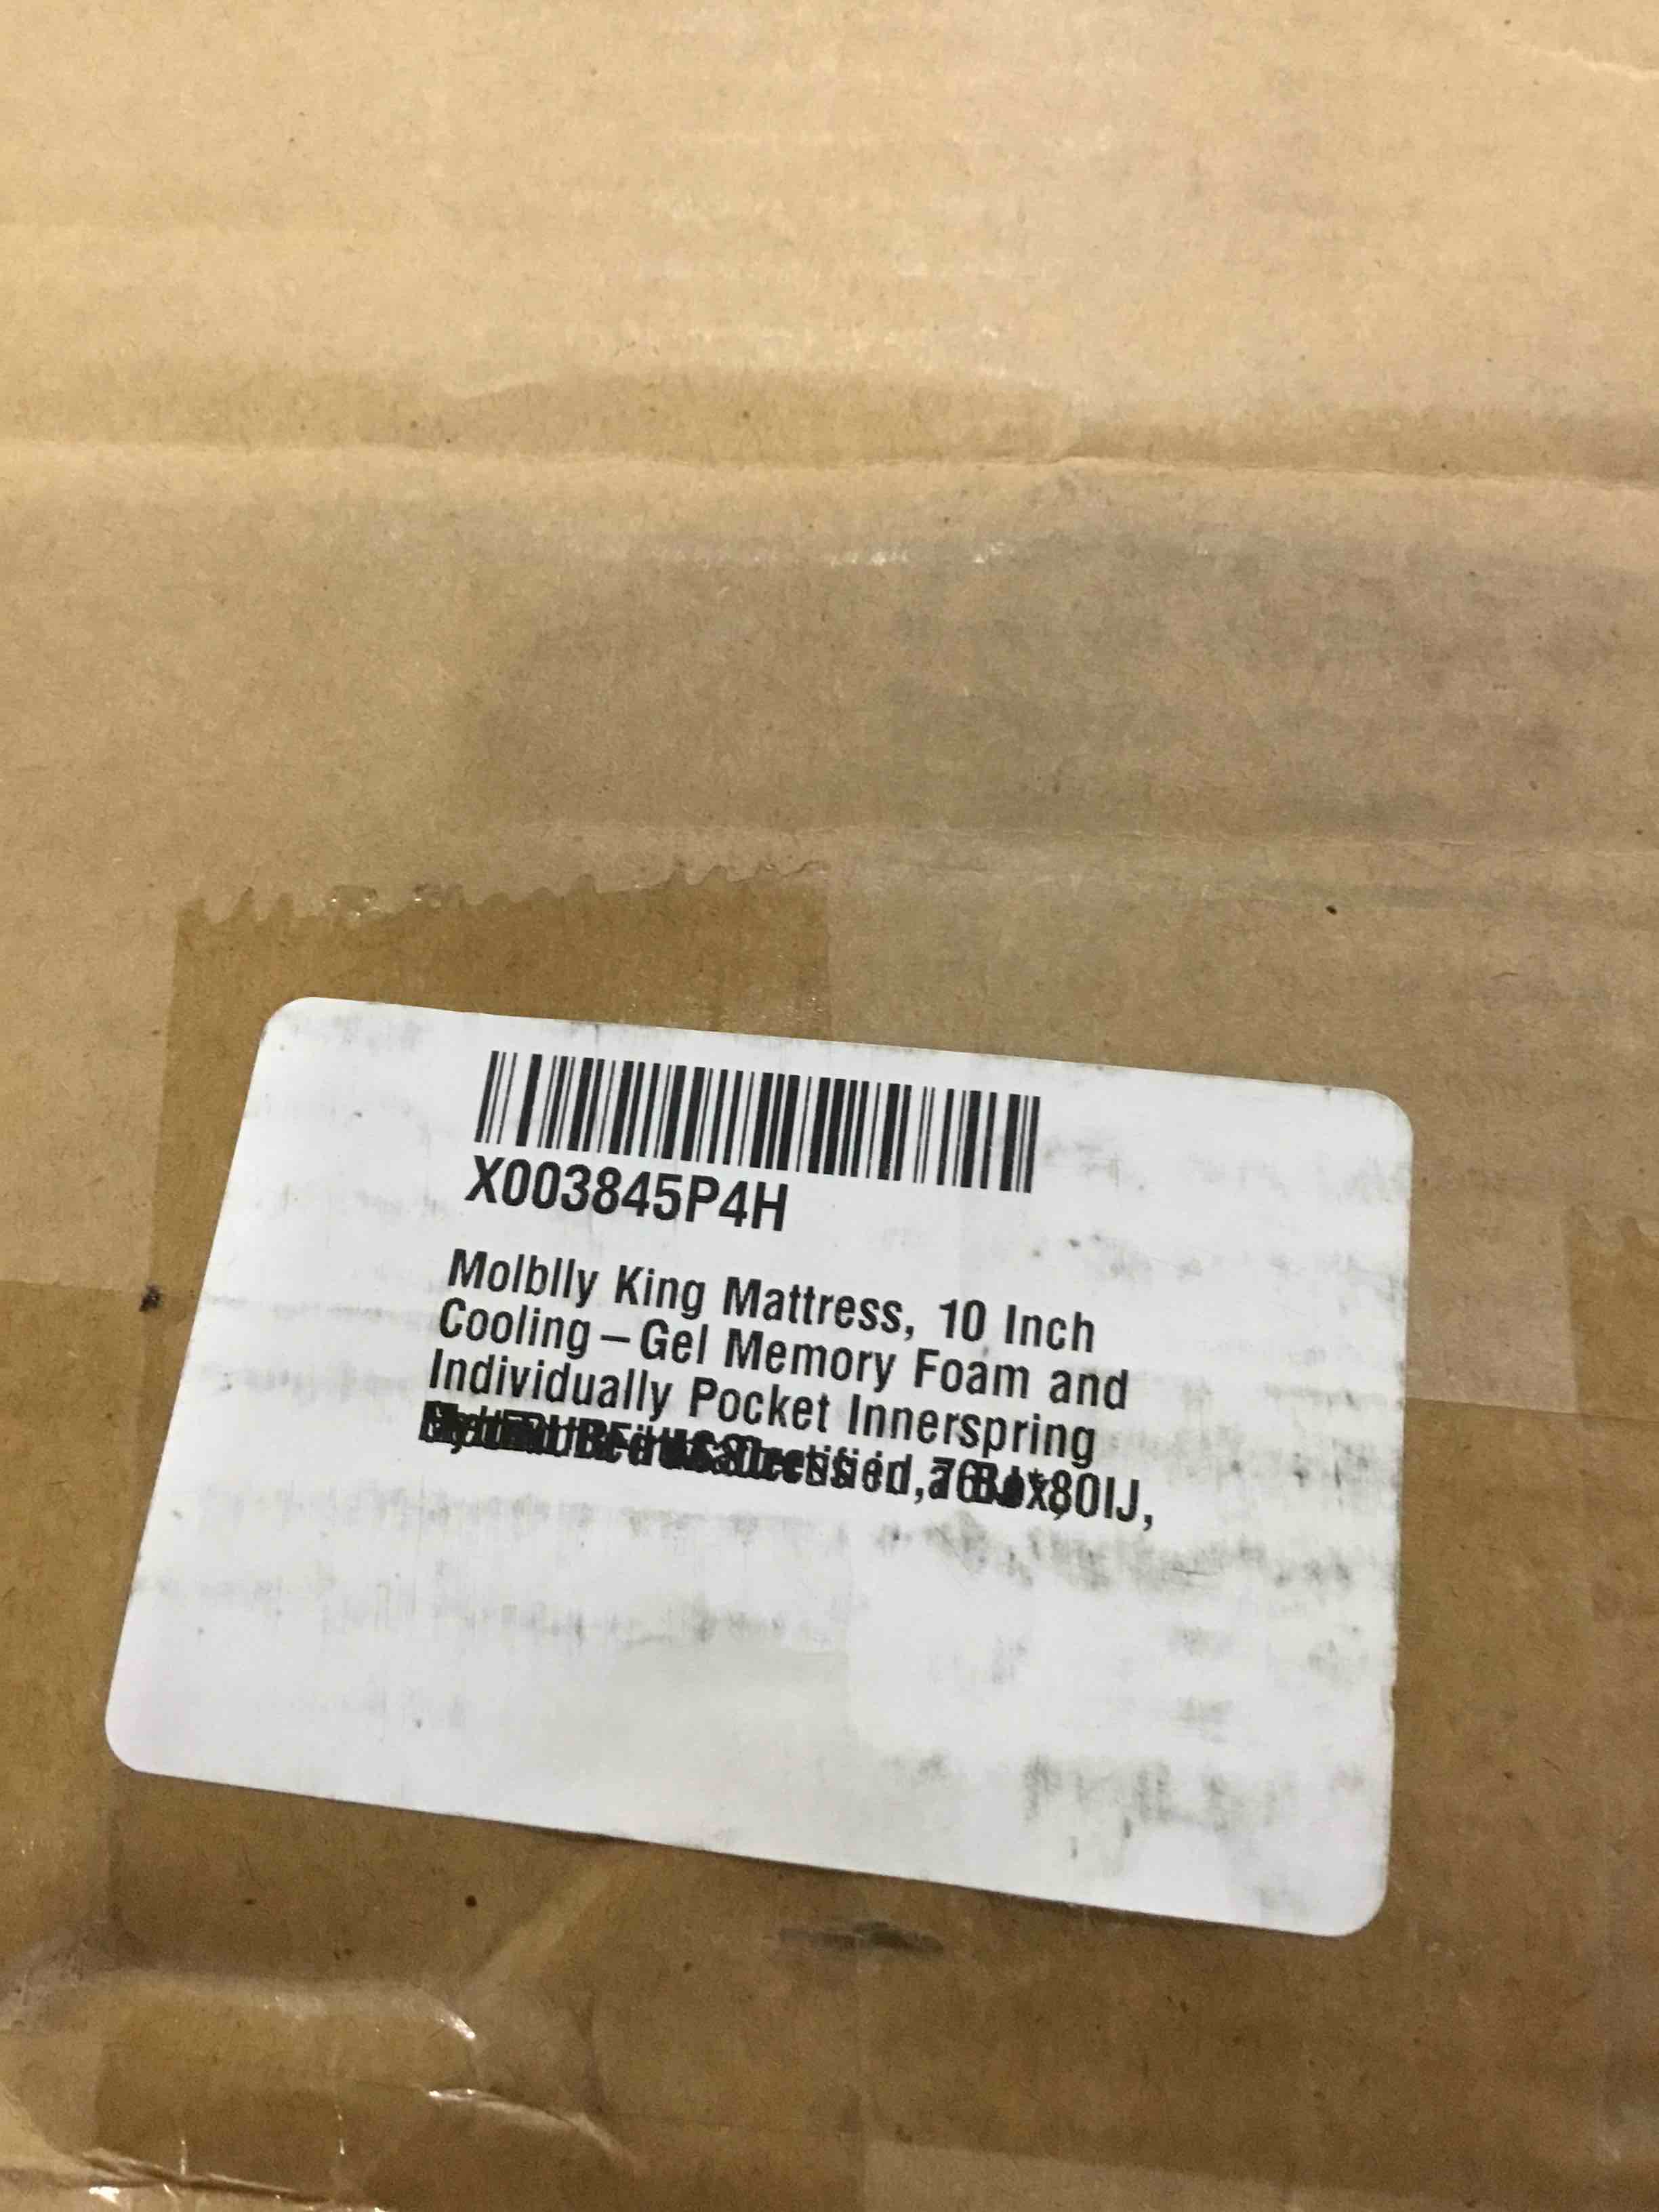 X003845P4H
Molblly King Mattress, 10 Inch
Cooling–Gel Memory Foam and
Individually Pocket Innerspring